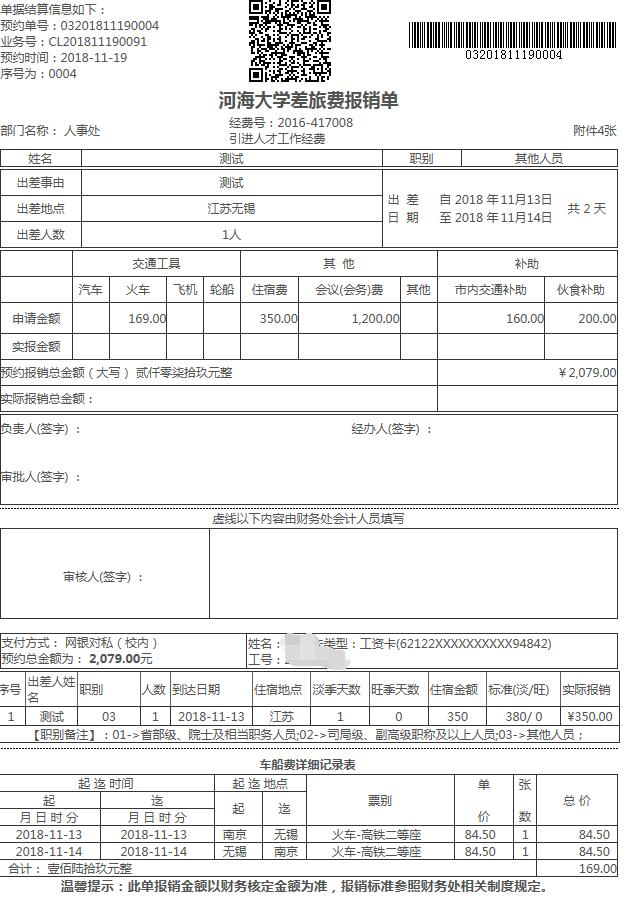 单据结算信息如下：
预约单号：03201811190004
业务号：CL201811190091
预约时间：2018-11-19
序号为：0004
03201811190004
河海大学差旅费报销单
部门名称： 人事处
经费号：2016-417008
引进人才工作经费
附件4张
姓名 测试 职别 其他人员
出差事由 测试
出差地点 江苏无锡
出差人数 1人
出 差 自 2018 年 11月13日
日 期 至 2018 年 11月14日
共 2 天
交通工具 其 他 补助
汽车 火车 飞机 轮船 住宿费 会议(会务)费 其他 市内交通补助 伙食补助
申请金额 169.00 350.00 1,200.00 160.00 200.00
实报金额
预约报销总金额（大写） 贰仟零柒拾玖元整 ￥2,079.00
实际报销总金额：
负责人(签字) ： 经办人(签字) ：
审批人(签字) ：
虚线以下内容由财务处会计人员填写
审核人(签字) ：
支付方式： 网银对私（校内）
预约总金额为： 2,079.00元
姓名： 类型：工资卡(62122XXXXXXXXXX94842)
工号：
序号 出差人姓名 职别 人数 到达日期 住宿地点 淡季天数 旺季天数 住宿金额 标准(淡/旺) 实际报销
1 测试 03 1 2018-11-13 江苏 1 0 350 380/ 0 ¥350.00
【职别备注】：01->省部级、院士及相当职务人员;02->司局级、副高级职称及以上人员;03->其他人员；
车船费详细记录表
起 迄 时间 起 迄 地点 票别 单价 张数 总 价
起 迄 起 迄
月 日 时 分 月 日 时 分
2018-11-13 2018-11-13 南京 无锡 火车-高铁二等座 84.50 1 84.50
2018-11-14 2018-11-14 无锡 南京 火车-高铁二等座 84.50 1 84.50
合计：壹佰陆拾玖元整 169.00
温馨提示：此单报销金额以财务核定金额为准，报销标准参照财务处相关制度规定。